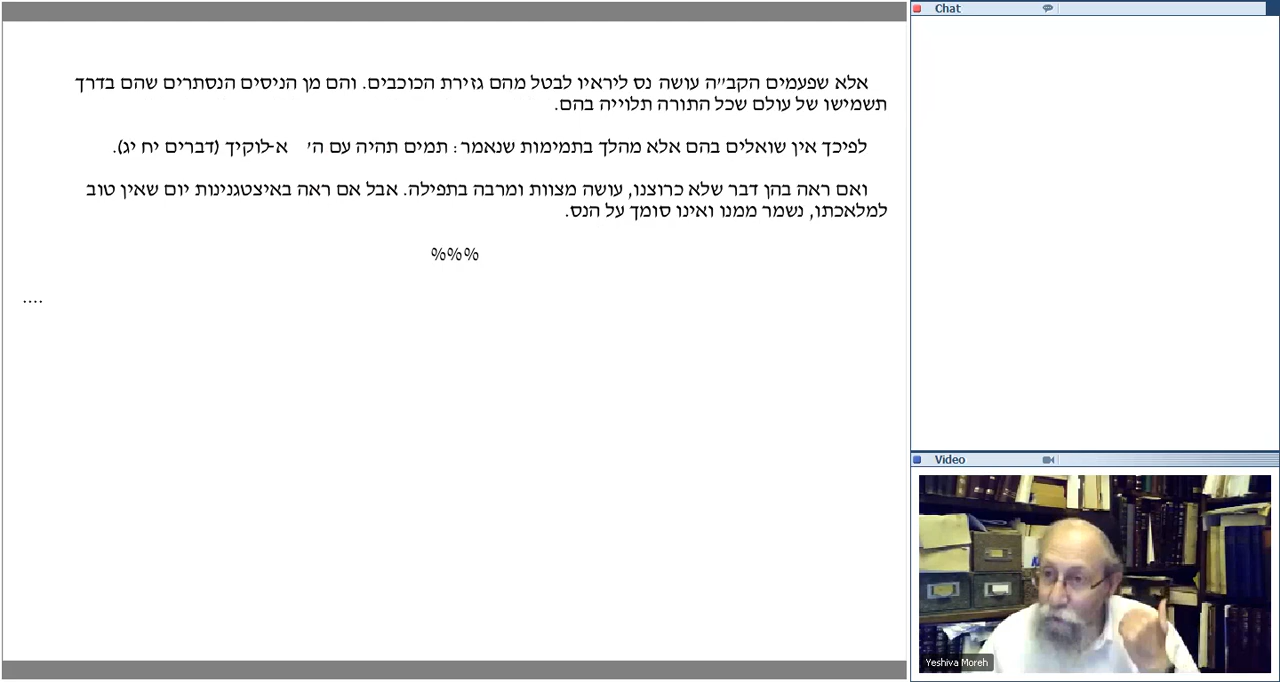 Chat
אלא שפעמים הקב״ה עושה נס ליראיו לבטל מהם גזירת הכוכבים. והם מן הניסים הנסתרים שהם בדרך
תשמישו של עולם שכל התורה תלוייה בהם.
לפיכך אין שואלים בהם אלא מהלך בתמימות שנאמר: תמים תהיה עם ה׳ א-לוקיך (דברים יח יג).
ואם ראה בהן דבר שלא כרוצנו, עושה מצוות ומרבה בתפילה. אבל אם ראה באיצטגנינות יום שאין טוב
למלאכתו, נשמר ממנו ואינו סומך על הנס.
%%%
....
Video
Yeshiva Moreh